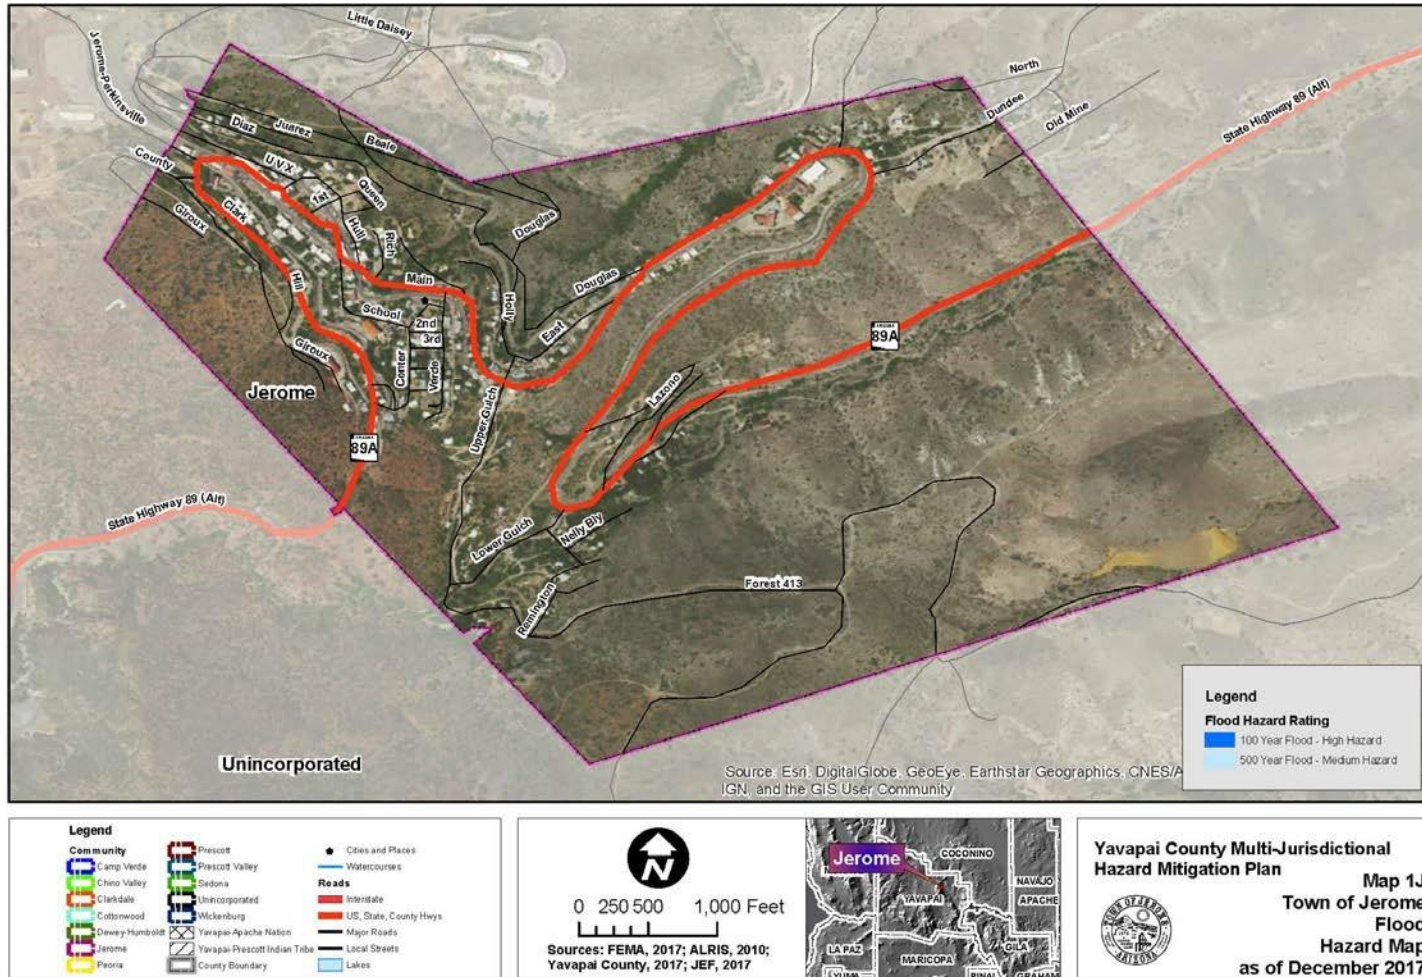 Little Daisey
Jeroma-Perkinsville
North
Dundee
Old Mine
State Highway 89 (Alt)
Juarez
Diaz
Beale
County
U V X
1st
Queen
Clark
Giroux
Hull
Rich
Douglas
Main
Hill
Holly
Douglas
School
2nd
East
3rd
89A
Giroux
Center
Verde
Lazono
Jerome
Upper Gulch
89A
State Highway 89 (Alt)
Lower Gulch
Nelly Bly
Forest 413
Remington
Unincorporated
Legend
Flood Hazard Rating
100 Year Flood - High Hazard
500 Year Flood - Medium Hazard
Source: Esri, DigitalGlobe, GeoEye, Earthstar Geographics, CNES/A
IGN, and the GIS User Community
Legend
Community
Camp Verde
Chino Valley
Clarkdale
Cottonwood
Dewey-Humboldt
Jerome
Peoria
Prescott
Prescott Valley
Sedona
Unincorporated
Wickenburg
Yavapai-Apache Nation
Yavapai-Prescott Indian Tribe
County Boundary
Cities and Places
Watercourses
Roads
Interstate
US, State, County Hwys
Major Roads
Local Streets
Lakes
N
0 250 500 1,000 Feet
Sources: FEMA, 2017; ALRIS, 2010;
Yavapai County, 2017; JEF, 2017
Jerome
COCONINO
NAVAJO
APACHE
YAVAPAI
LA PAZ
GILA
MARICOPA
YUMA
PINAL
GRAHAM
Yavapai County Multi-Jurisdictional
Hazard Mitigation Plan
Map 1J
Town of Jerome
Flood
Hazard Map
as of December 2017
TOWN OF JEROME
ARIZONA